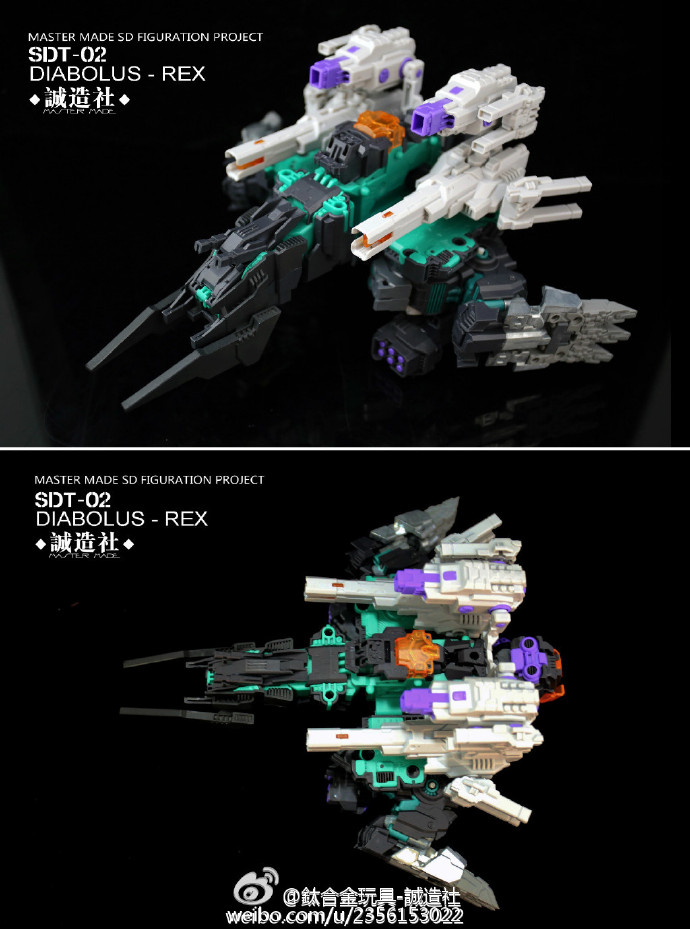 MASTER MADE SD FIGURATION PROJECT
SDT-02
DIABOLUS - REX
誠造社
MASTER MADE
MASTER MADE SD FIGURATION PROJECT
SDT-02
DIABOLUS - REX
誠造社
MASTER MADE
@鈦合金玩具-誠造社
weibo.com/u/2356153022